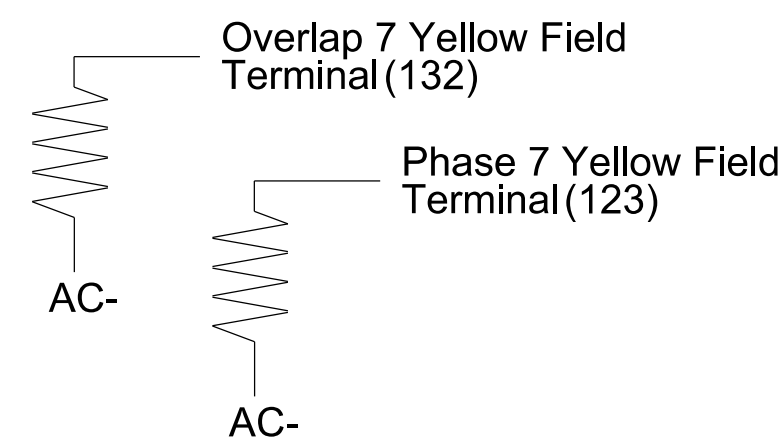 Overlap 7 Yellow Field
Terminal (132)
AC-
Phase 7 Yellow Field
Terminal (123)
AC-